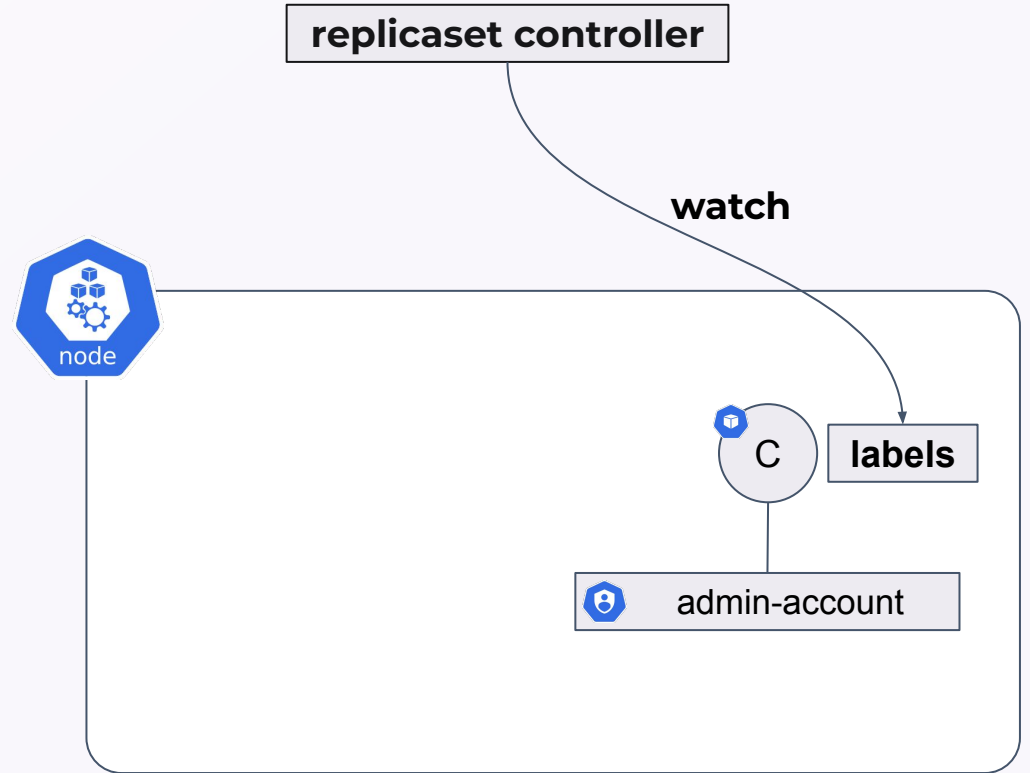 replicaset controller
watch
node
C
labels
admin-account